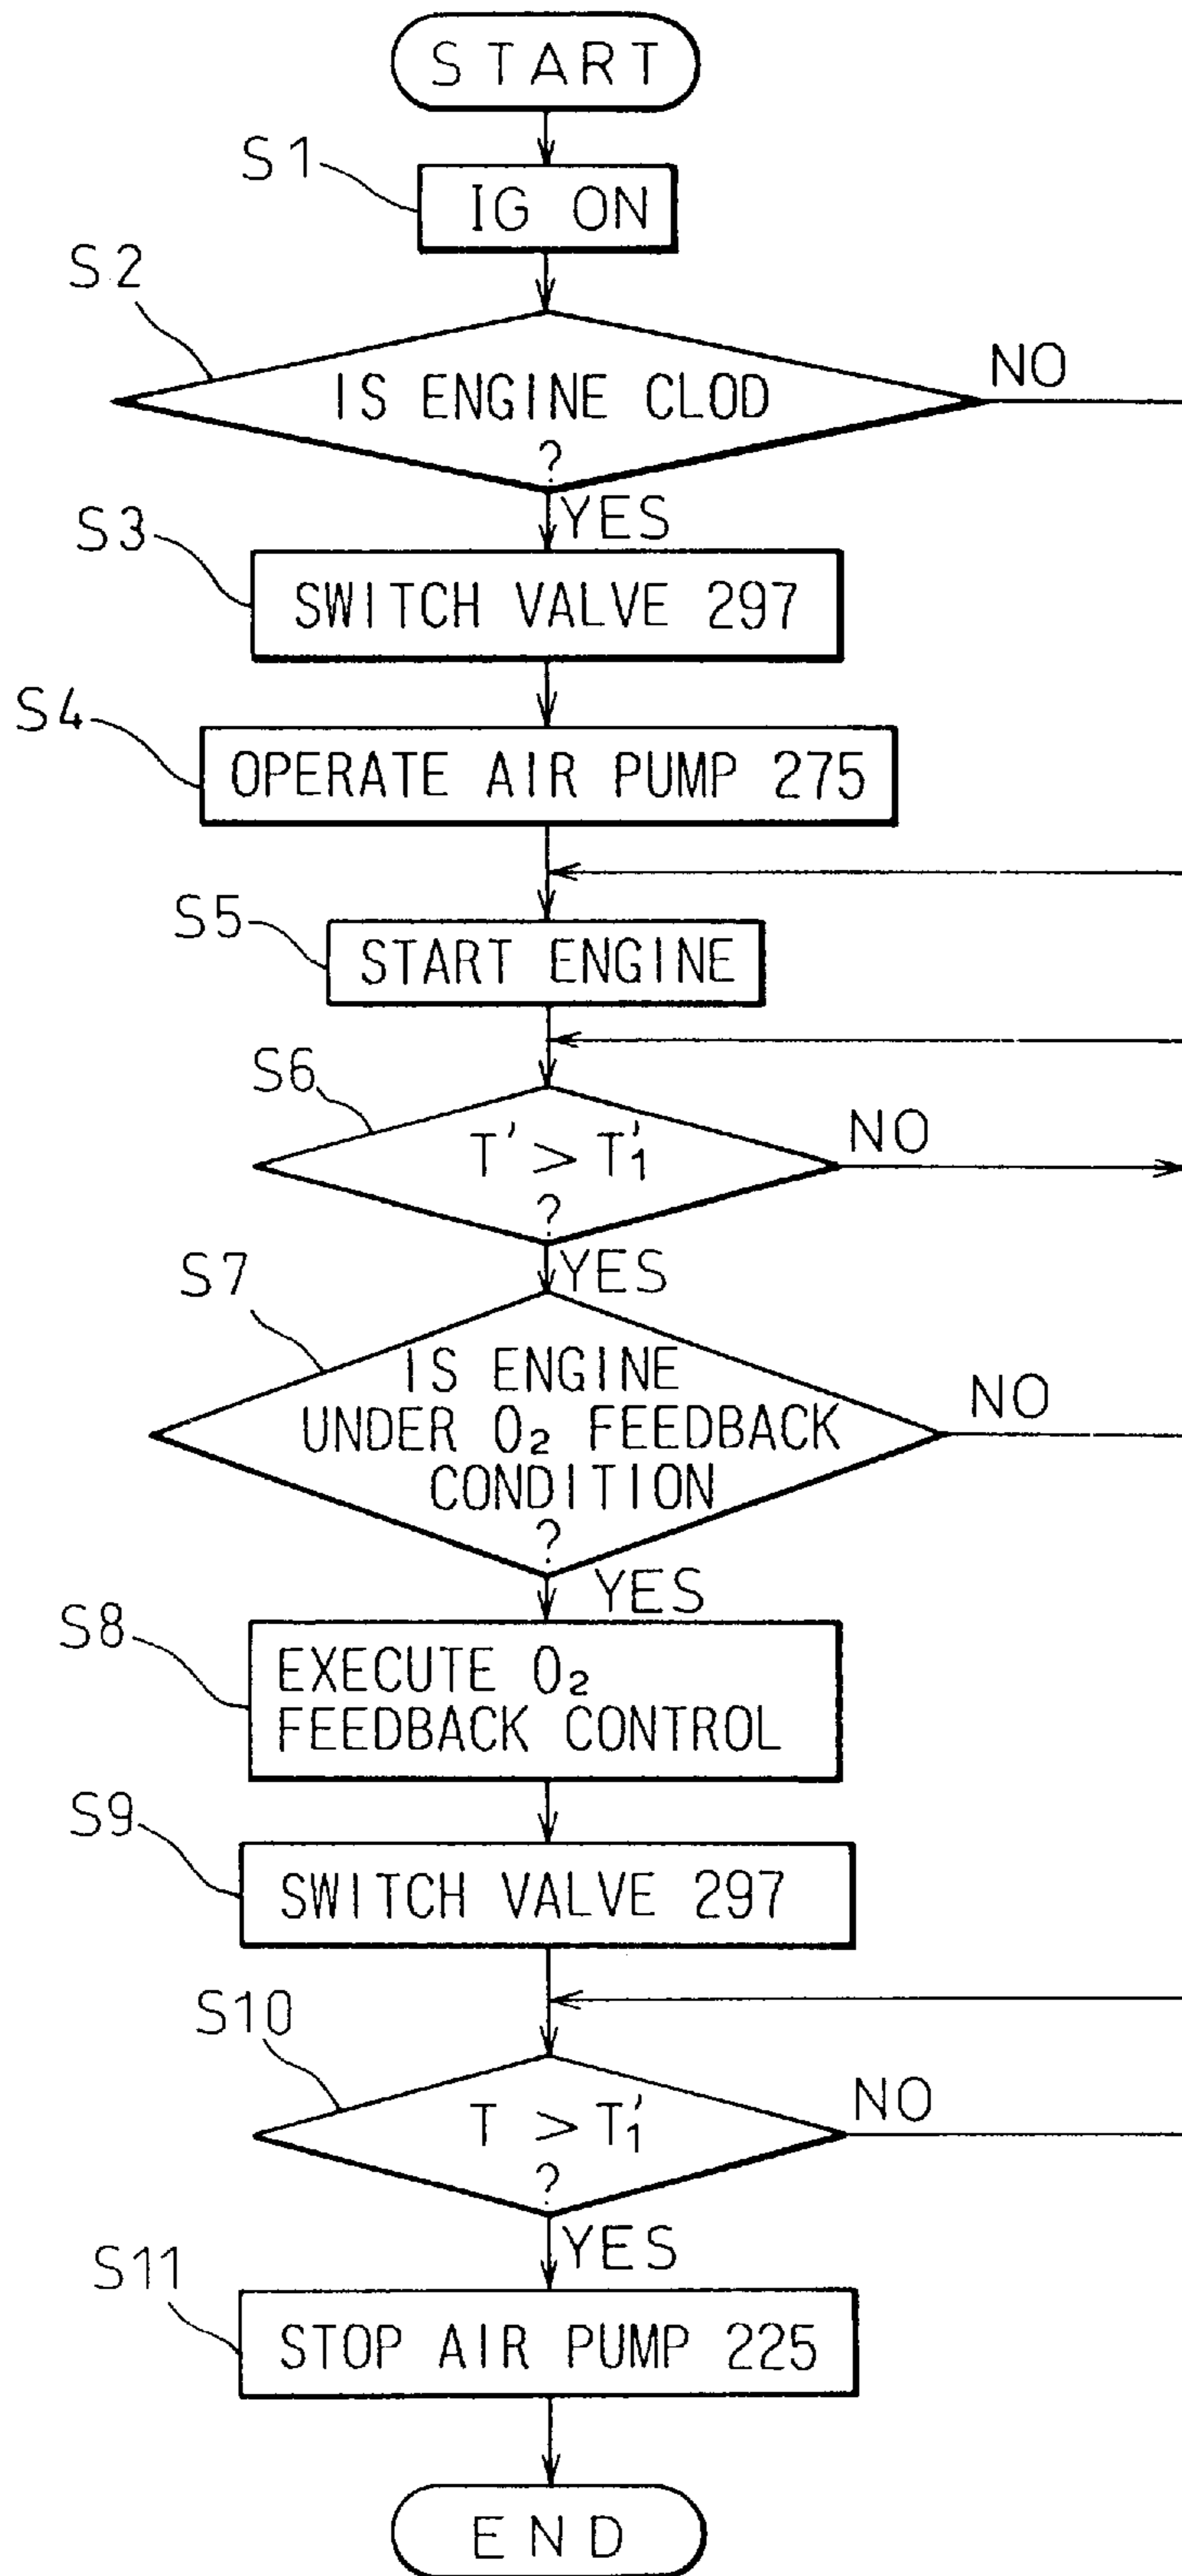 START
S1
IG ON
S2
IS ENGINE CLOD
?
NO
YES
S3
SWITCH VALVE 297
S4
OPERATE AIR PUMP 275
S5
START ENGINE
S6
T' > T'₁
?
NO
YES
S7
IS ENGINE
UNDER O₂ FEEDBACK
CONDITION
?
NO
YES
S8
EXECUTE O₂
FEEDBACK CONTROL
S9
SWITCH VALVE 297
S10
T > T'₁
?
NO
YES
S11
STOP AIR PUMP 225
END